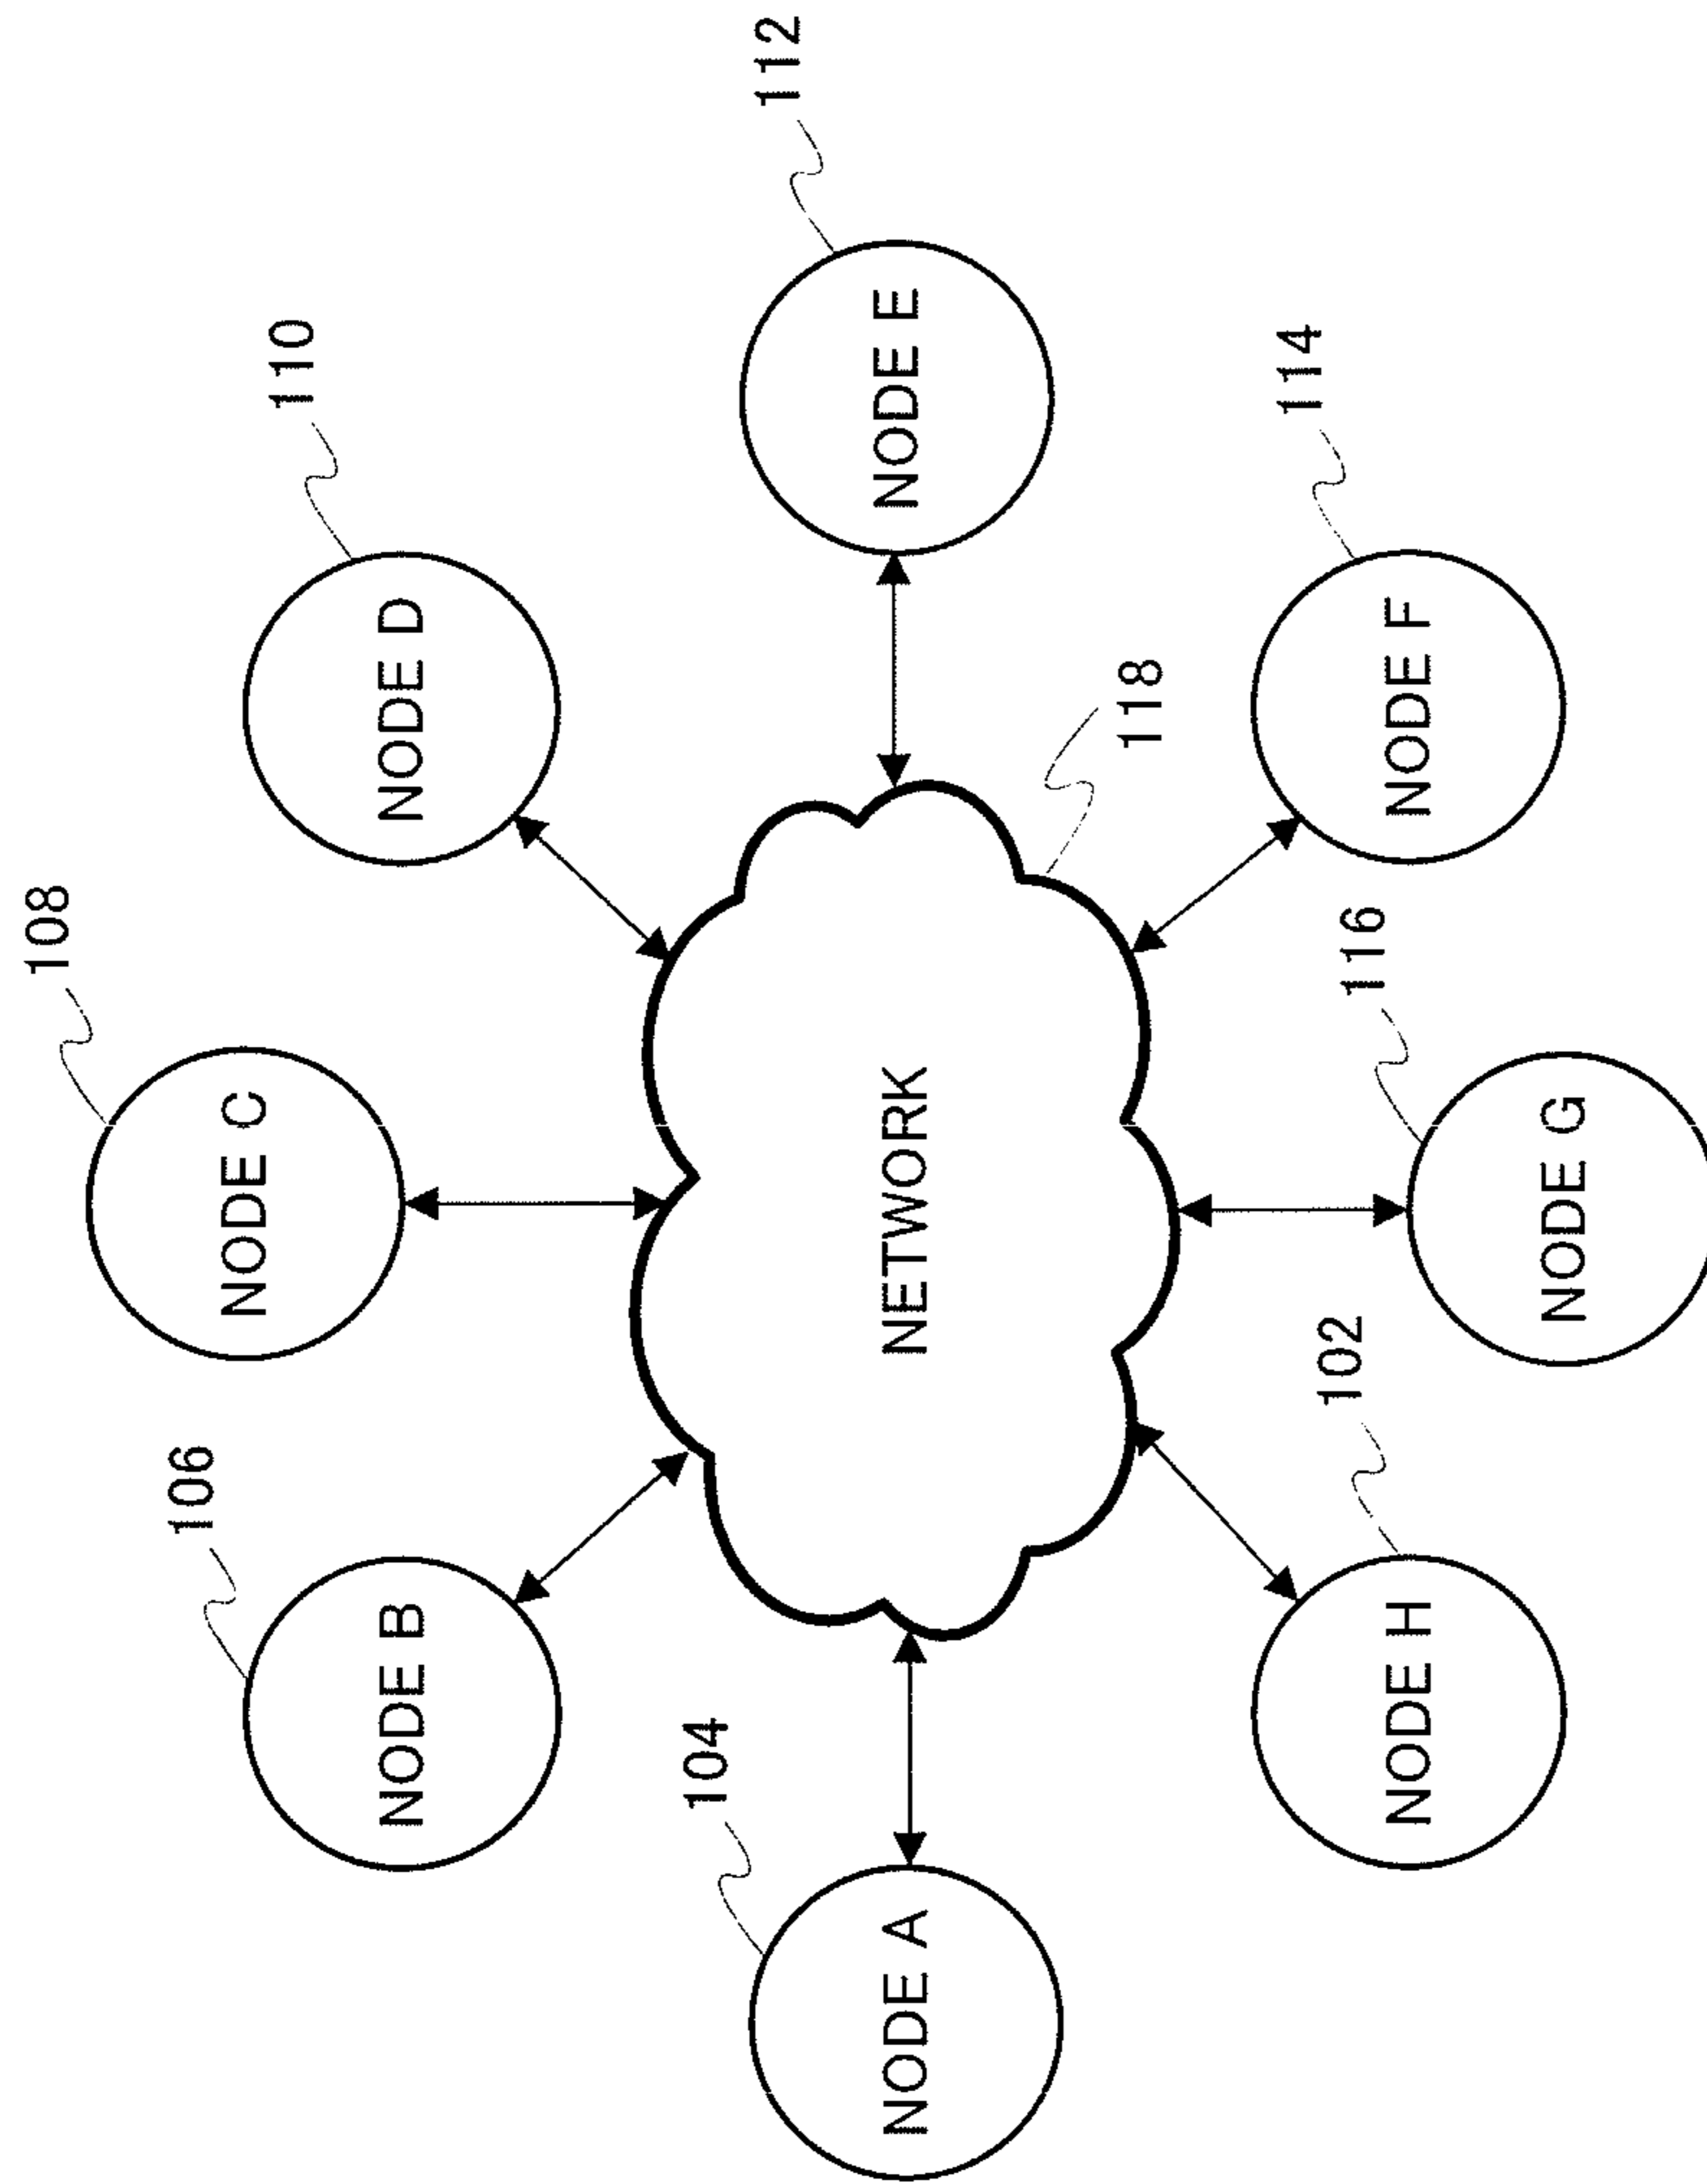 108
NODE C
106
110
NODE B
NODE D
104
112
NODE A
NETWORK
NODE E
118
102
116
114
NODE H
NODE F
NODE G